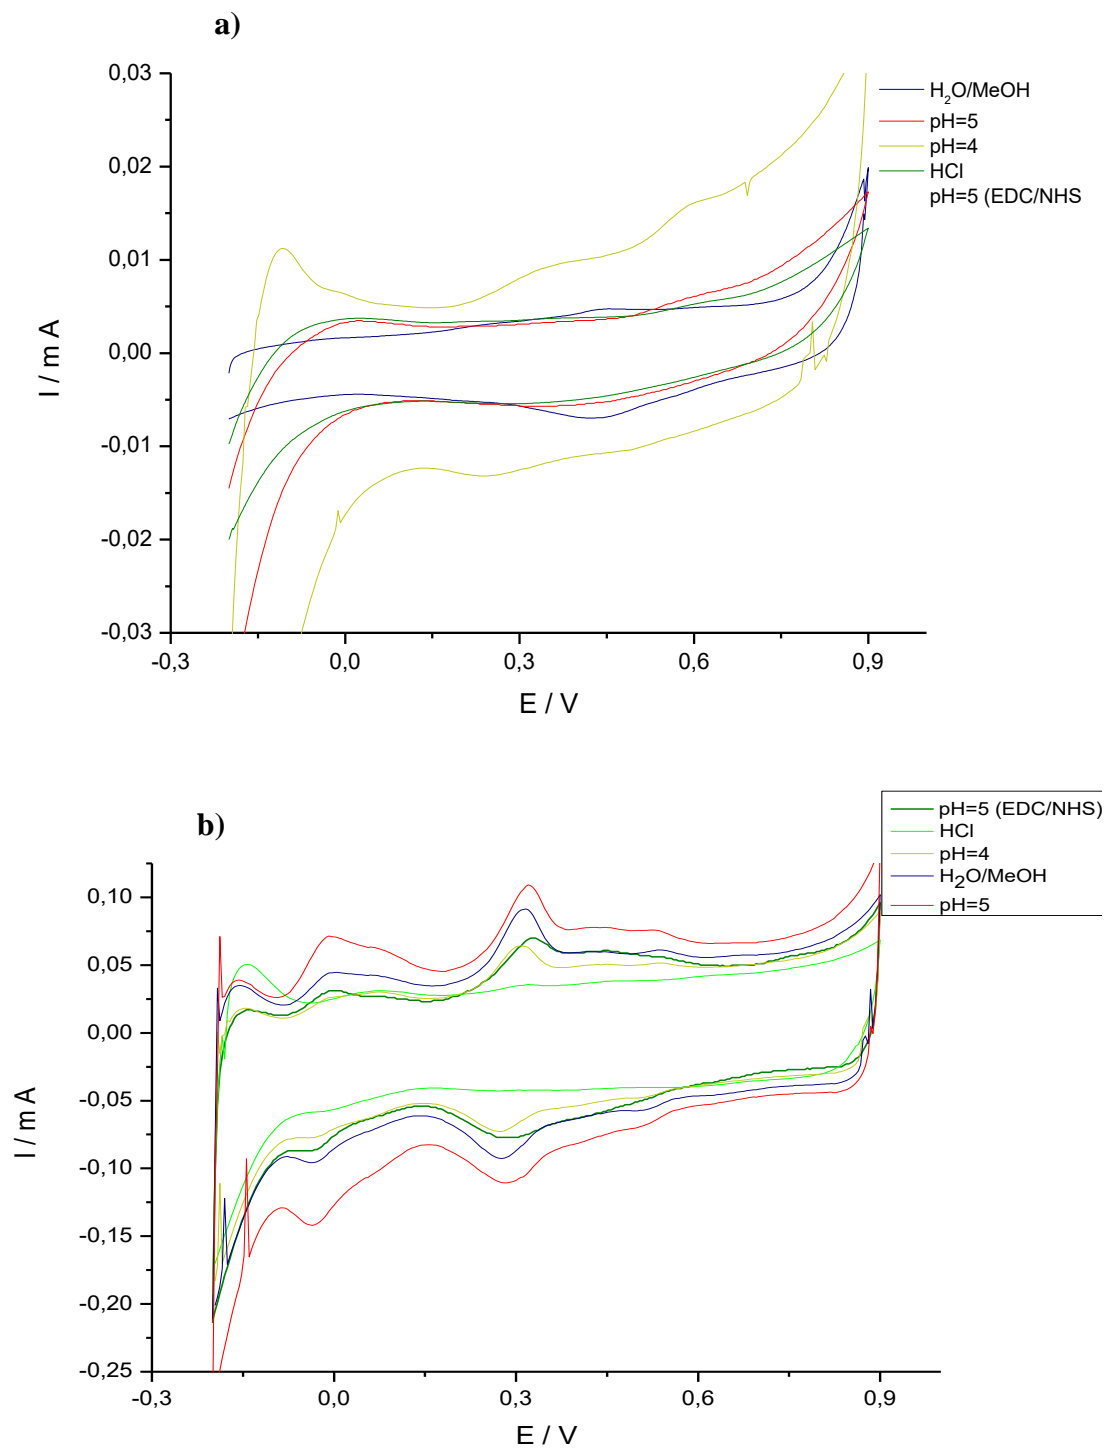 a)
0,03
0,02
0,01
0,00
-0,01
-0,02
-0,03
I / m A
-0,3
0,0
0,3
0,6
0,9
E / V
H2O/MeOH
pH=5
pH=4
HCl
pH=5 (EDC/NHS
b)
0,10
0,05
0,00
-0,05
-0,10
-0,15
-0,20
-0,25
I / m A
-0,3
0,0
0,3
0,6
0,9
E / V
pH=5 (EDC/NHS)
HCl
pH=4
H2O/MeOH
pH=5